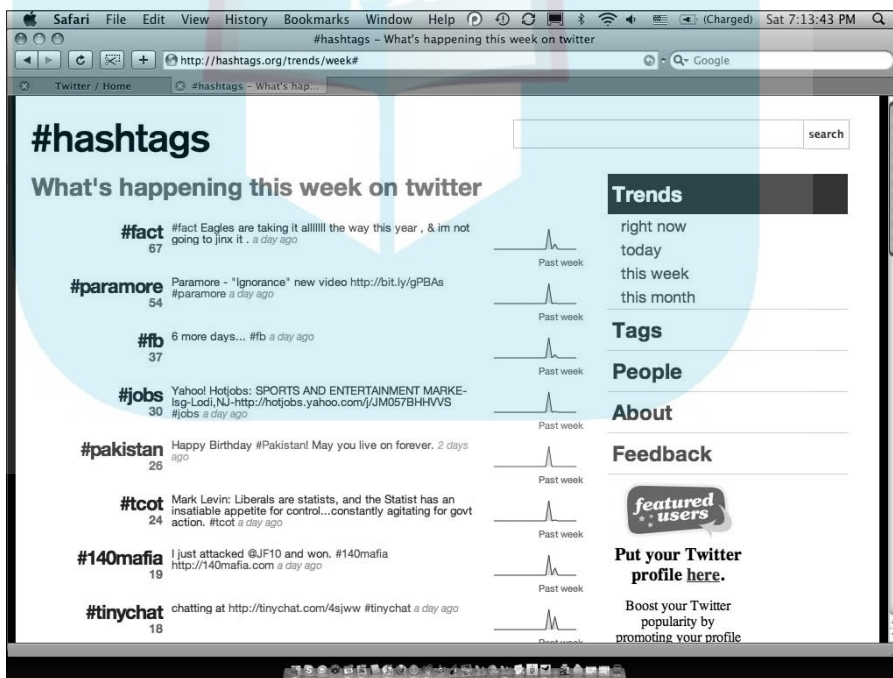 Safari File Edit View History Bookmarks Window Help (Charged) Sat 7:13:43 PM
#hashtags – What's happening this week on twitter
http://hashtags.org/trends/week#
Google
Twitter / Home
#hashtags – What's hap...
#hashtags
search
What's happening this week on twitter
#fact
67
#fact Eagles are taking it alllllll the way this year , & im not
going to jinx it . a day ago
Past week
#paramore
54
Paramore - "Ignorance" new video http://bit.ly/gPBAs
#paramore a day ago
Past week
#fb
37
6 more days... #fb a day ago
Past week
#jobs
30
Yahoo! Hotjobs: SPORTS AND ENTERTAINMENT MARKE-
lsg-Lodi,NJ-http://hotjobs.yahoo.com/j/JM057BHHVVS
#jobs a day ago
Past week
#pakistan
26
Happy Birthday #Pakistan! May you live on forever. 2 days
ago
Past week
#tcot
24
Mark Levin: Liberals are statists, and the Statist has an
insatiable appetite for control...constantly agitating for govt
action. #tcot a day ago
Past week
#140mafia
19
I just attacked @JF10 and won. #140mafia
http://140mafia.com a day ago
Past week
#tinychat
18
chatting at http://tinychat.com/4sjww #tinychat a day ago
Past week
Trends
right now
today
this week
this month
Tags
People
About
Feedback
featured
users
Put your Twitter
profile here.
Boost your Twitter
popularity by
promoting your profile